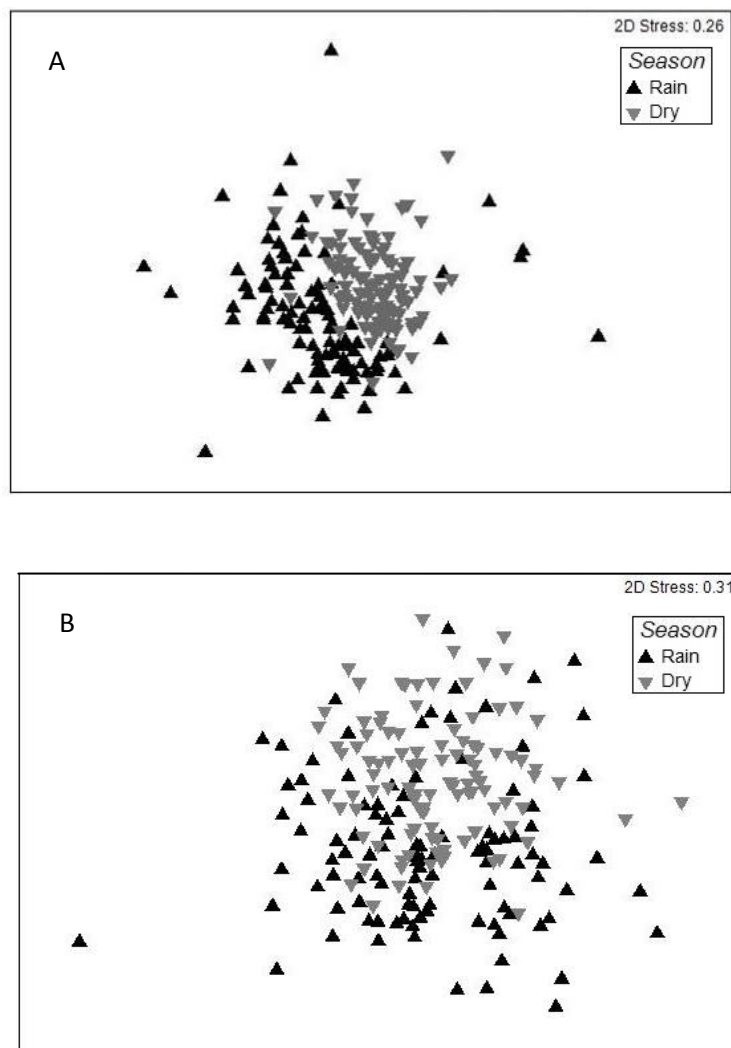 2D Stress: 0.26
A
Season
Rain
Dry
2D Stress: 0.31
B
Season
Rain
Dry